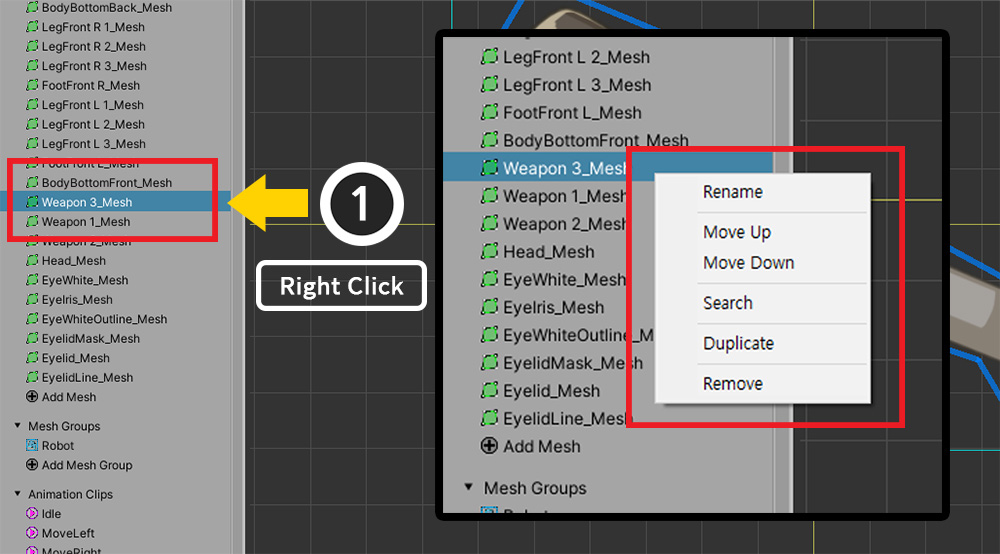 BodyBottomBack_Mesh
LegFront R 1_Mesh
LegFront R 2_Mesh
LegFront R 3_Mesh
FootFront R_Mesh
LegFront L 1_Mesh
LegFront L 2_Mesh
LegFront L 3_Mesh
FootFront L_Mesh
BodyBottomFront_Mesh
Weapon 3_Mesh
Weapon 1_Mesh
Weapon 2_Mesh
Head_Mesh
EyeWhite_Mesh
EyeIris_Mesh
EyeWhiteOutline_Mesh
EyelidMask_Mesh
Eyelid_Mesh
EyelidLine_Mesh
Add Mesh
Mesh Groups
Robot
Add Mesh Group
Animation Clips
Idle
MoveLeft
MoveRight
1
Right Click
LegFront L 2_Mesh
LegFront L 3_Mesh
FootFront L_Mesh
BodyBottomFront_Mesh
Weapon 3_Mesh
Weapon 1_Mesh
Weapon 2_Mesh
Head_Mesh
EyeWhite_Mesh
EyeIris_Mesh
EyeWhiteOutline_M
EyelidMask_Mesh
Eyelid_Mesh
EyelidLine_Mesh
Add Mesh
Mesh Groups
Robot
Rename
Move Up
Move Down
Search
Duplicate
Remove